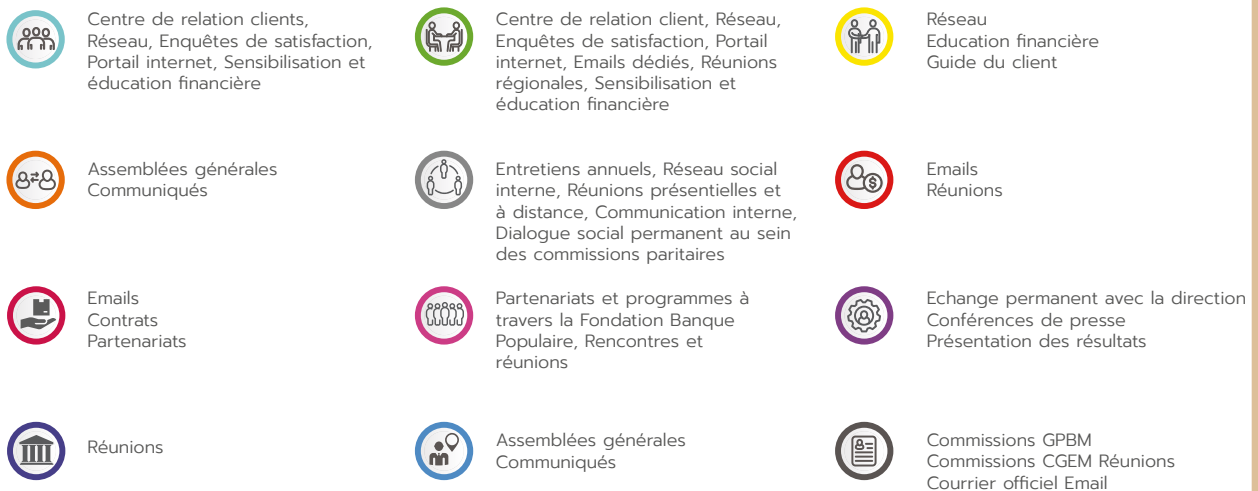 Centre de relation clients,
Réseau, Enquêtes de satisfaction,
Portail internet, Sensibilisation et
éducation financière
Centre de relation client, Réseau,
Enquêtes de satisfaction, Portail
internet, Emails dédiés, Réunions
régionales, Sensibilisation et
éducation financière
Réseau
Education financière
Guide du client
Assemblées générales
Communiqués
Entretiens annuels, Réseau social
interne, Réunions présentielles et
à distance, Communication interne,
Dialogue social permanent au sein
des commissions paritaires
Emails
Réunions
Emails
Contrats
Partenariats
Partenariats et programmes à
travers la Fondation Banque
Populaire, Rencontres et
réunions
Echange permanent avec la direction
Conférences de presse
Présentation des résultats
Réunions
Assemblées générales
Communiqués
Commissions GPBM
Commissions CGEM Réunions
Courrier officiel Email